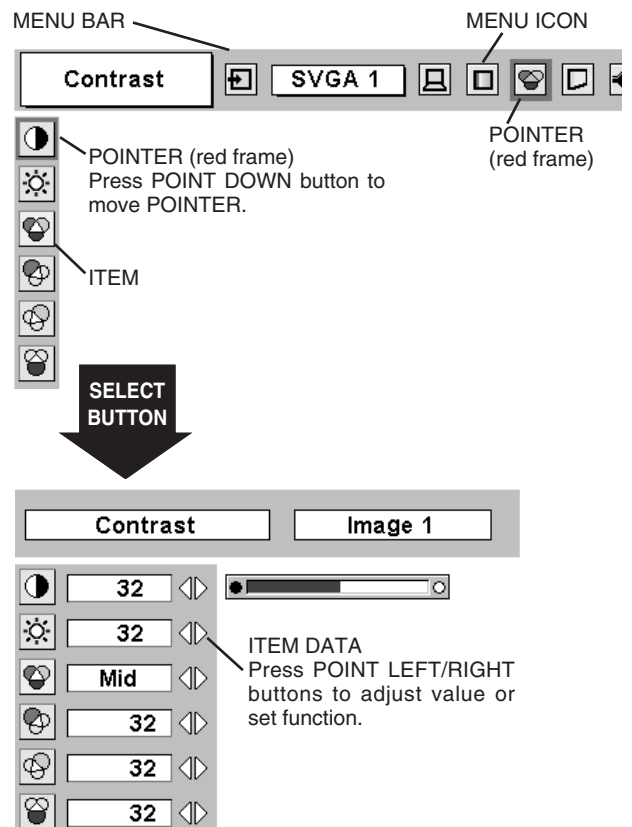 MENU BAR
MENU ICON
Contrast
SVGA 1
POINTER
(red frame)
POINTER (red frame)
Press POINT DOWN button to
move POINTER.
ITEM
SELECT
BUTTON
Contrast
Image 1
32
32
ITEM DATA
Press POINT LEFT/RIGHT
buttons to adjust value or
set function.
Mid
32
32
32